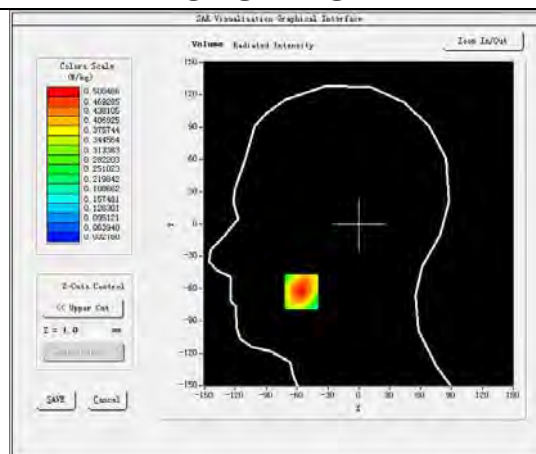 SAR Visualisation Graphical Interface
Volume Radiated Intensity
Zoom In/Out
Colors Scale
(W/kg)
0.500466
0.469285
0.438105
0.406925
0.375744
0.344564
0.313383
0.282203
0.251023
0.219842
0.188662
0.157481
0.126301
0.095121
0.063940
0.032760
Z-Cuts Control
<< Upper Cut
Z = 1.0 mm
SAVE
Cancel
150
120
90
60
30
0
-30
-60
-90
-120
-150
Y
-150 -120 -90 -60 -30 0 30 60 90 120 150
X